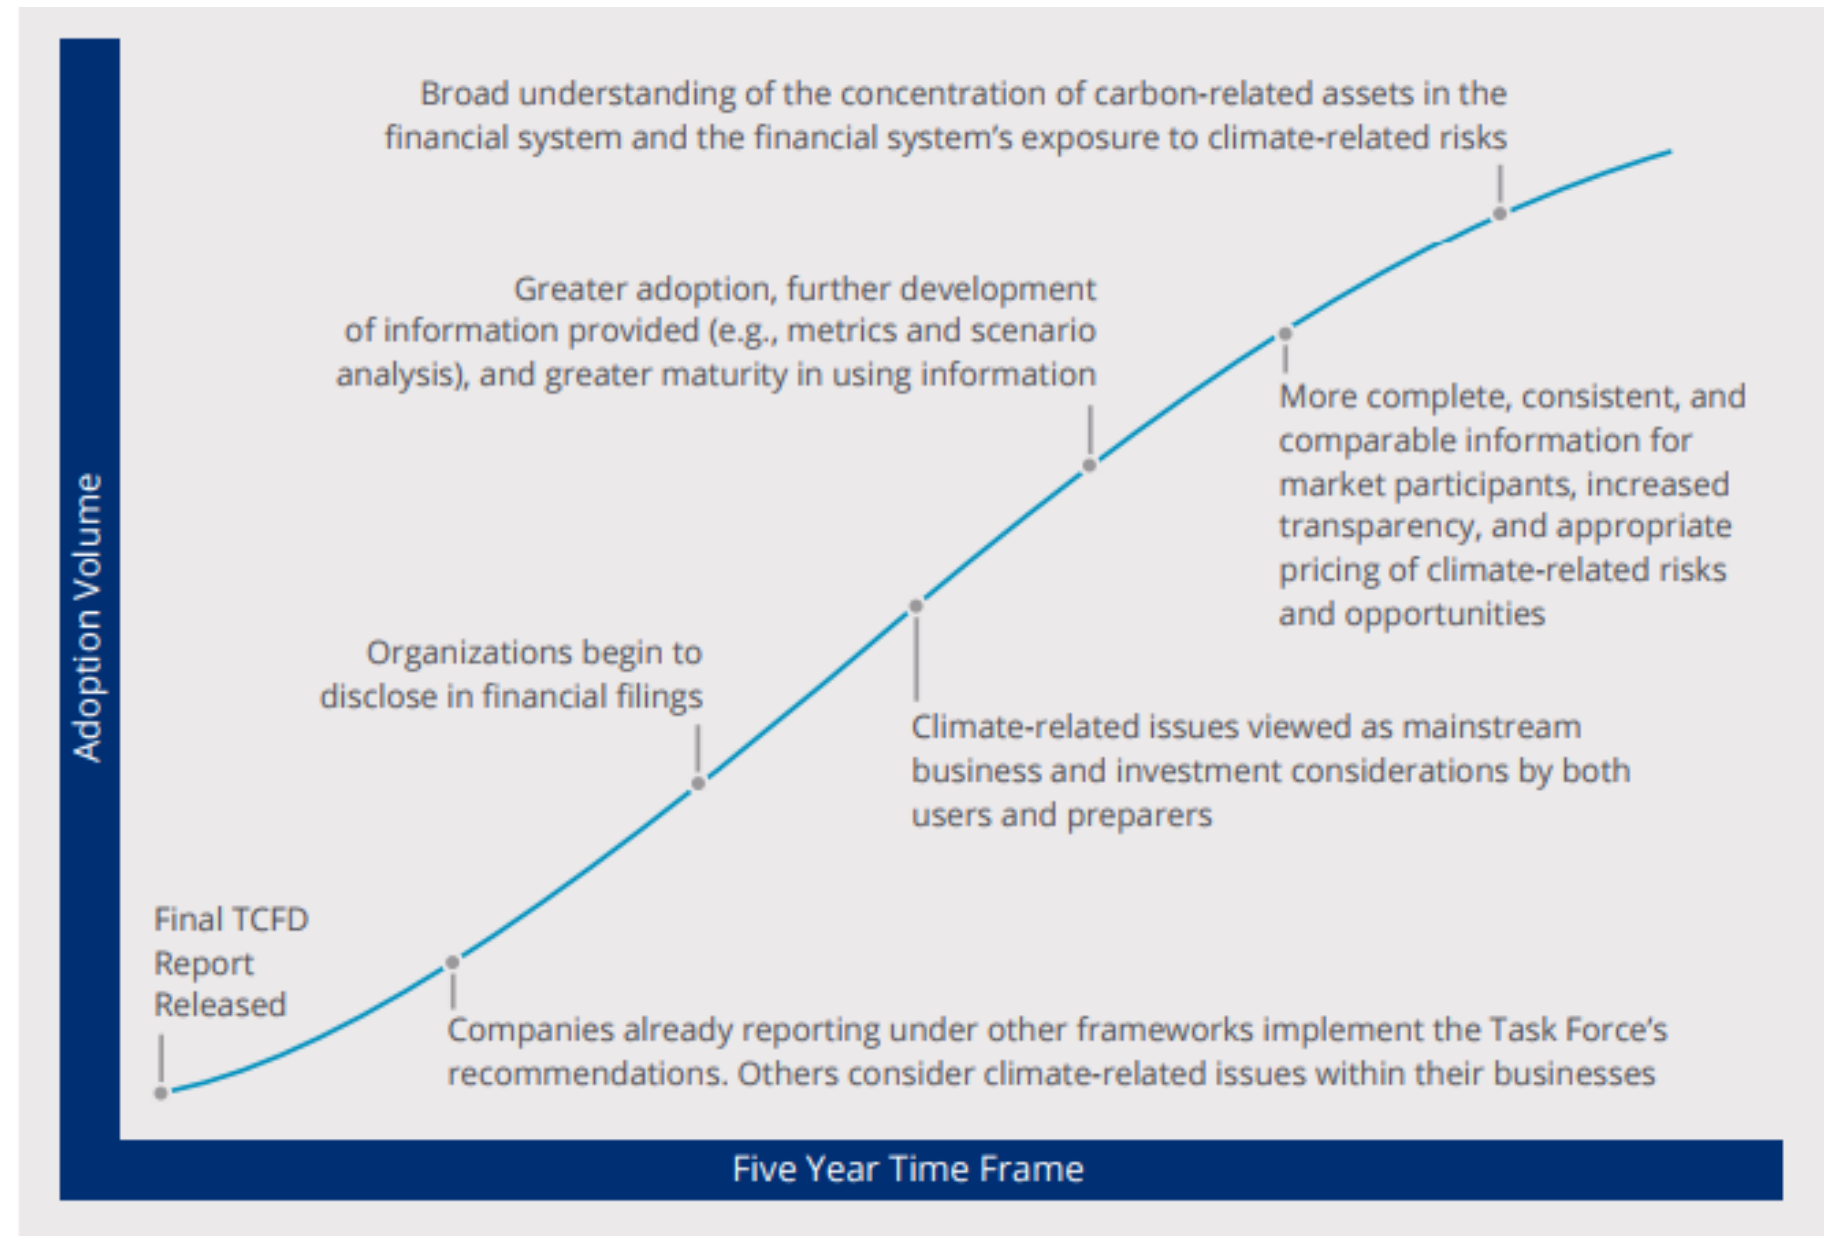 Broad understanding of the concentration of carbon-related assets in the
financial system and the financial system’s exposure to climate-related risks
Greater adoption, further development
of information provided (e.g., metrics and scenario
analysis), and greater maturity in using information
More complete, consistent, and
comparable information for
market participants, increased
transparency, and appropriate
pricing of climate-related risks
and opportunities
Organizations begin to
disclose in financial filings
Climate-related issues viewed as mainstream
business and investment considerations by both
users and preparers
Final TCFD
Report
Released
Companies already reporting under other frameworks implement the Task Force’s
recommendations. Others consider climate-related issues within their businesses
Adoption Volume
Five Year Time Frame